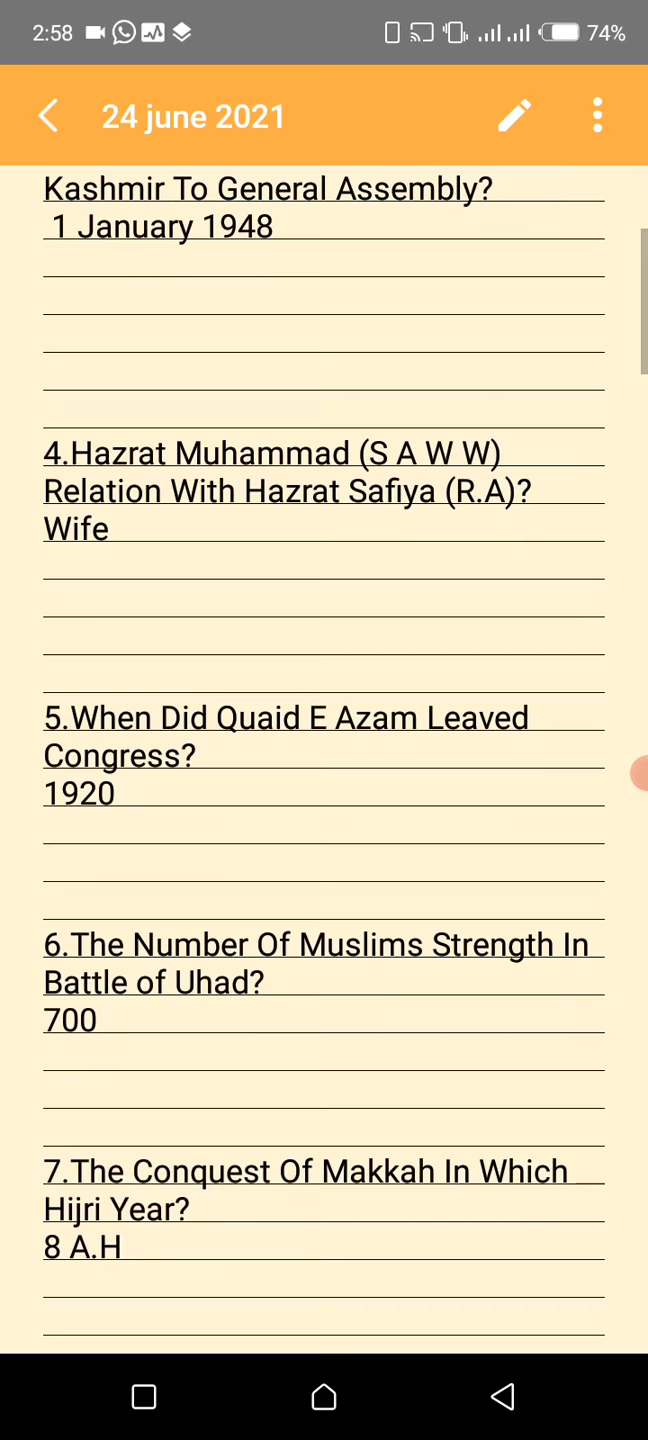 2:58
74%
24 june 2021
Kashmir To General Assembly?
1 January 1948
4.Hazrat Muhammad (S A W W)
Relation With Hazrat Safiya (R.A)?
Wife
5.When Did Quaid E Azam Leaved
Congress?
1920
6.The Number Of Muslims Strength In
Battle of Uhad?
700
7.The Conquest Of Makkah In Which
Hijri Year?
8 A.H